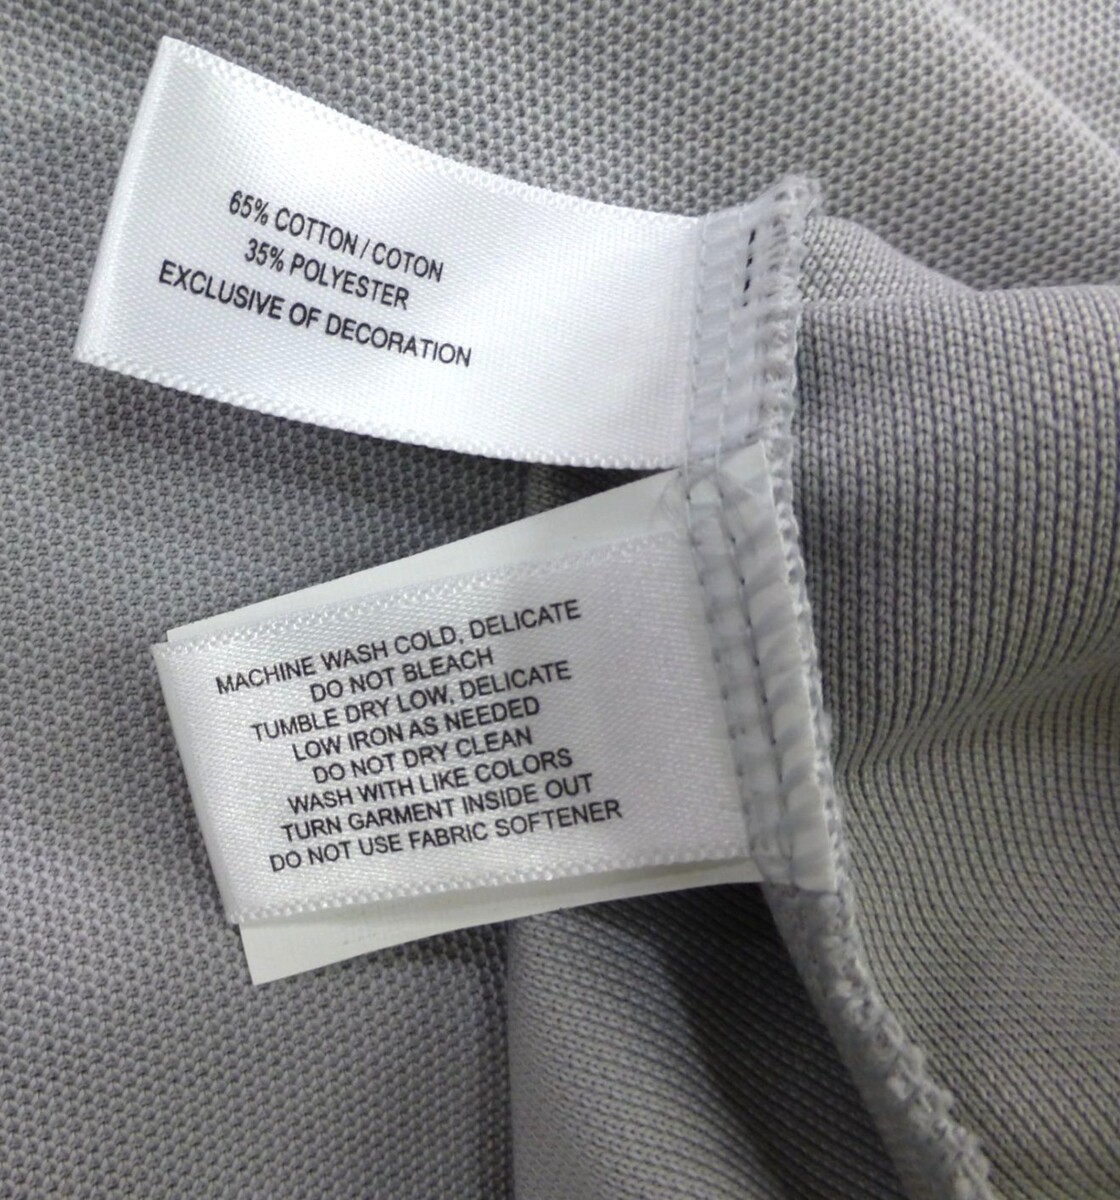 65% COTTON / COTON
35% POLYESTER
EXCLUSIVE OF DECORATION
MACHINE WASH COLD, DELICATE
DO NOT BLEACH
TUMBLE DRY LOW, DELICATE
LOW IRON AS NEEDED
DO NOT DRY CLEAN
WASH WITH LIKE COLORS
TURN GARMENT INSIDE OUT
DO NOT USE FABRIC SOFTENER